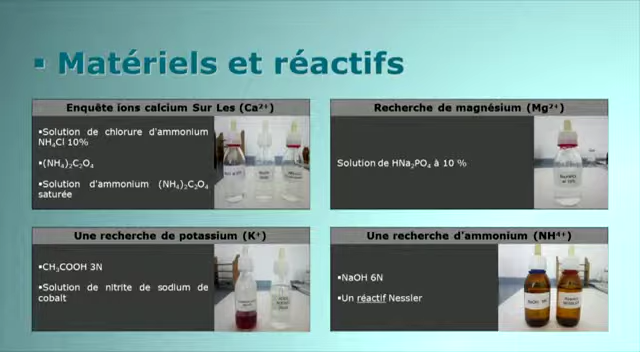 ▪ Matériels et réactifs
Enquête ions calcium Sur Les (Ca²⁺)
▪Solution de chlorure d'ammonium
NH₄Cl 10%
▪(NH₄)₂C₂O₄
▪Solution d'ammonium (NH₄)₂C₂O₄
saturée
Recherche de magnésium (Mg²⁺)
Solution de HNa₂PO₄ à 10 %
Une recherche de potassium (K⁺)
▪CH₃COOH 3N
▪Solution de nitrite de sodium de
cobalt
Une recherche d'ammonium (NH⁴⁺)
▪NaOH 6N
▪Un réactif Nessler